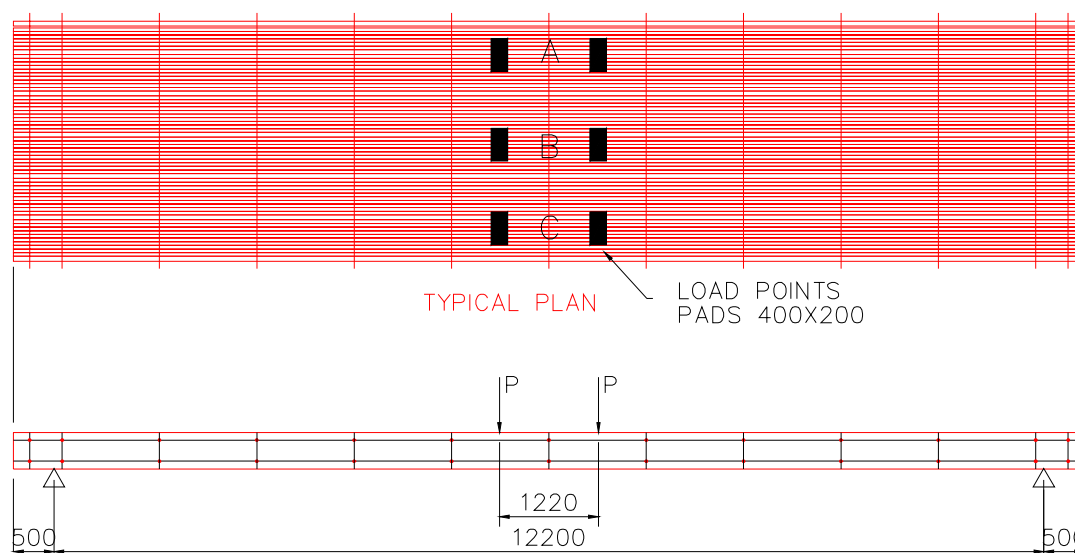 A
B
C
TYPICAL PLAN
LOAD POINTS
PADS 400X200
P
P
1220
500
12200